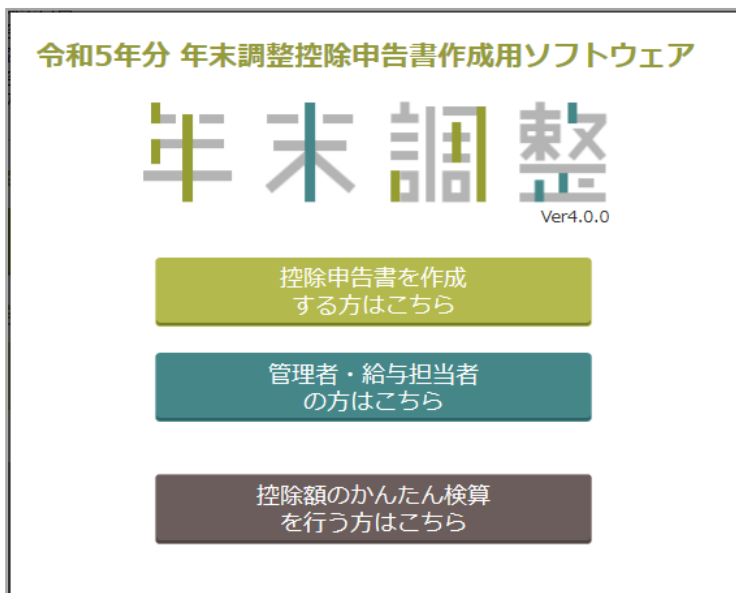 令和5年分 年末調整控除申告書作成用ソフトウェア
年末調整
Ver4.0.0
控除申告書を作成
する方はこちら
管理者・給与担当者
の方はこちら
控除額のかんたん検算
を行う方はこちら